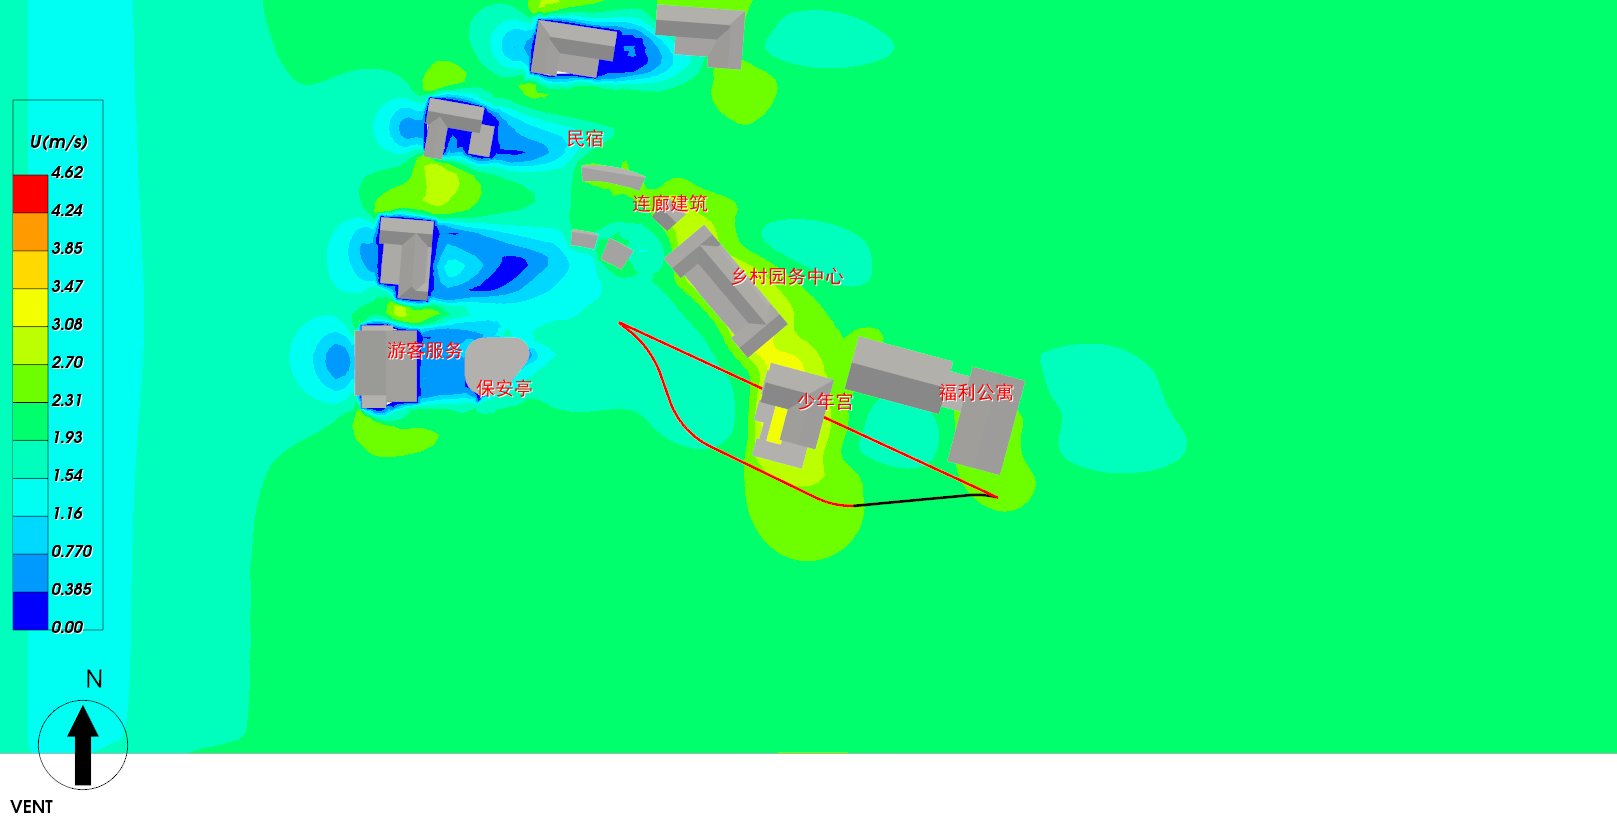 民宿
U(m/s)
4.62
连廊建筑
4.24
3.85
乡村园务中心
3.47
3.08
游客服务
2.70
保安亭
福利公寓
2.31
少年宫
1.93
1.54
1.16
0.770
0.385
0.00
N
VENT